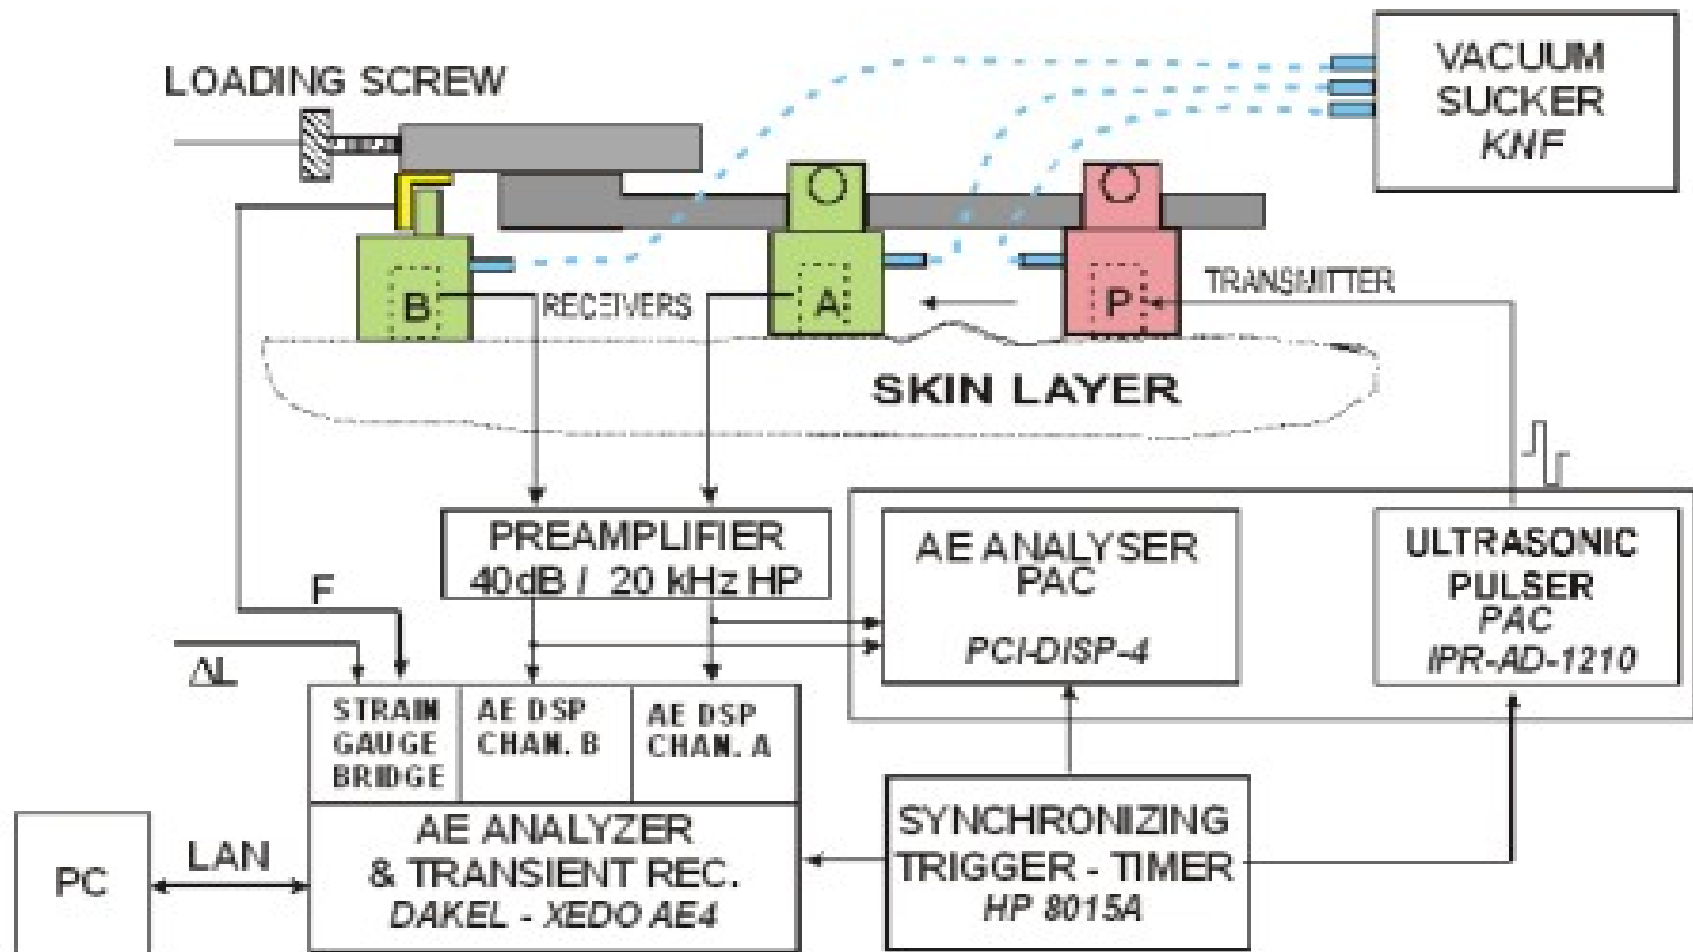 LOADING SCREW
VACUUM
SUCKER
KNF
B
RECEIVERS
A
P
TRANSMITTER
SKIN LAYER
PREAMPLIFIER
40dB / 20 kHz HP
AE ANALYSER
PAC
PCI-DISP-4
ULTRASONIC
PULSER
PAC
IPR-AD-1210
F
ΔL
STRAIN
GAUGE
BRIDGE
AE DSP
CHAN. B
AE DSP
CHAN. A
AE ANALYZER
& TRANSIENT REC.
DAKEL - XEDO AE4
SYNCHRONIZING
TRIGGER - TIMER
HP 8015A
PC
LAN